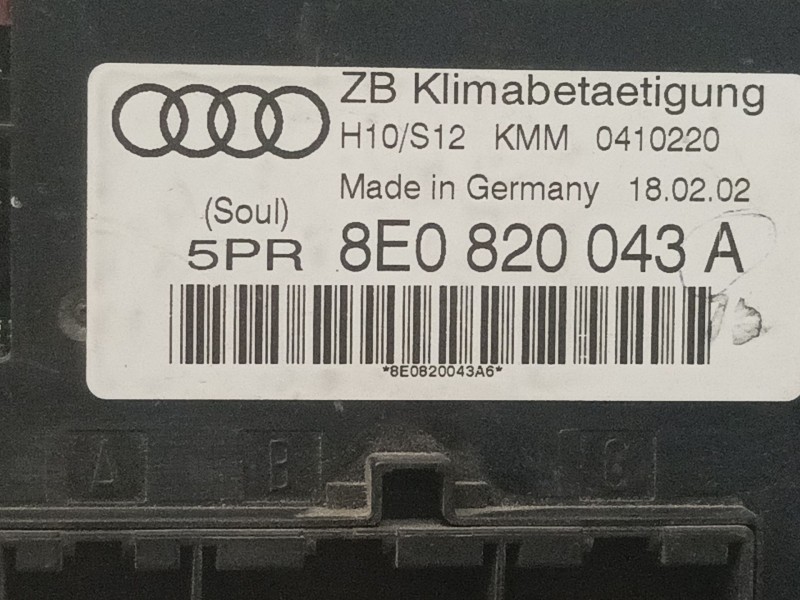 ZB Klimabetaetigung
H10/S12 KMM 0410220
Made in Germany 18.02.02
(Soul)
5PR 8E0 820 043 A
*8E0820043A6*
A B C